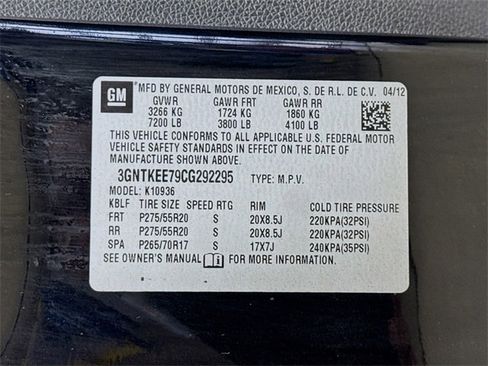 GM MFD BY GENERAL MOTORS DE MEXICO, S. DE R.L. DE C.V. 04/12
GVWR GAWR FRT GAWR RR
3266 KG 1724 KG 1860 KG
7200 LB 3800 LB 4100 LB
THIS VEHICLE CONFORMS TO ALL APPLICABLE U.S. FEDERAL MOTOR
VEHICLE SAFETY STANDARDS IN EFFECT ON THE DATE OF
MANUFACTURE SHOWN ABOVE.
3GNTKEE79CG292295 TYPE: M.P.V.
MODEL: K10936
KBLF TIRE SIZE SPEED RTG RIM COLD TIRE PRESSURE
FRT P275/55R20 S 20X8.5J 220KPA(32PSI)
RR P275/55R20 S 20X8.5J 220KPA(32PSI)
SPA P265/70R17 S 17X7J 240KPA(35PSI)
SEE OWNER'S MANUAL FOR MORE INFORMATION.